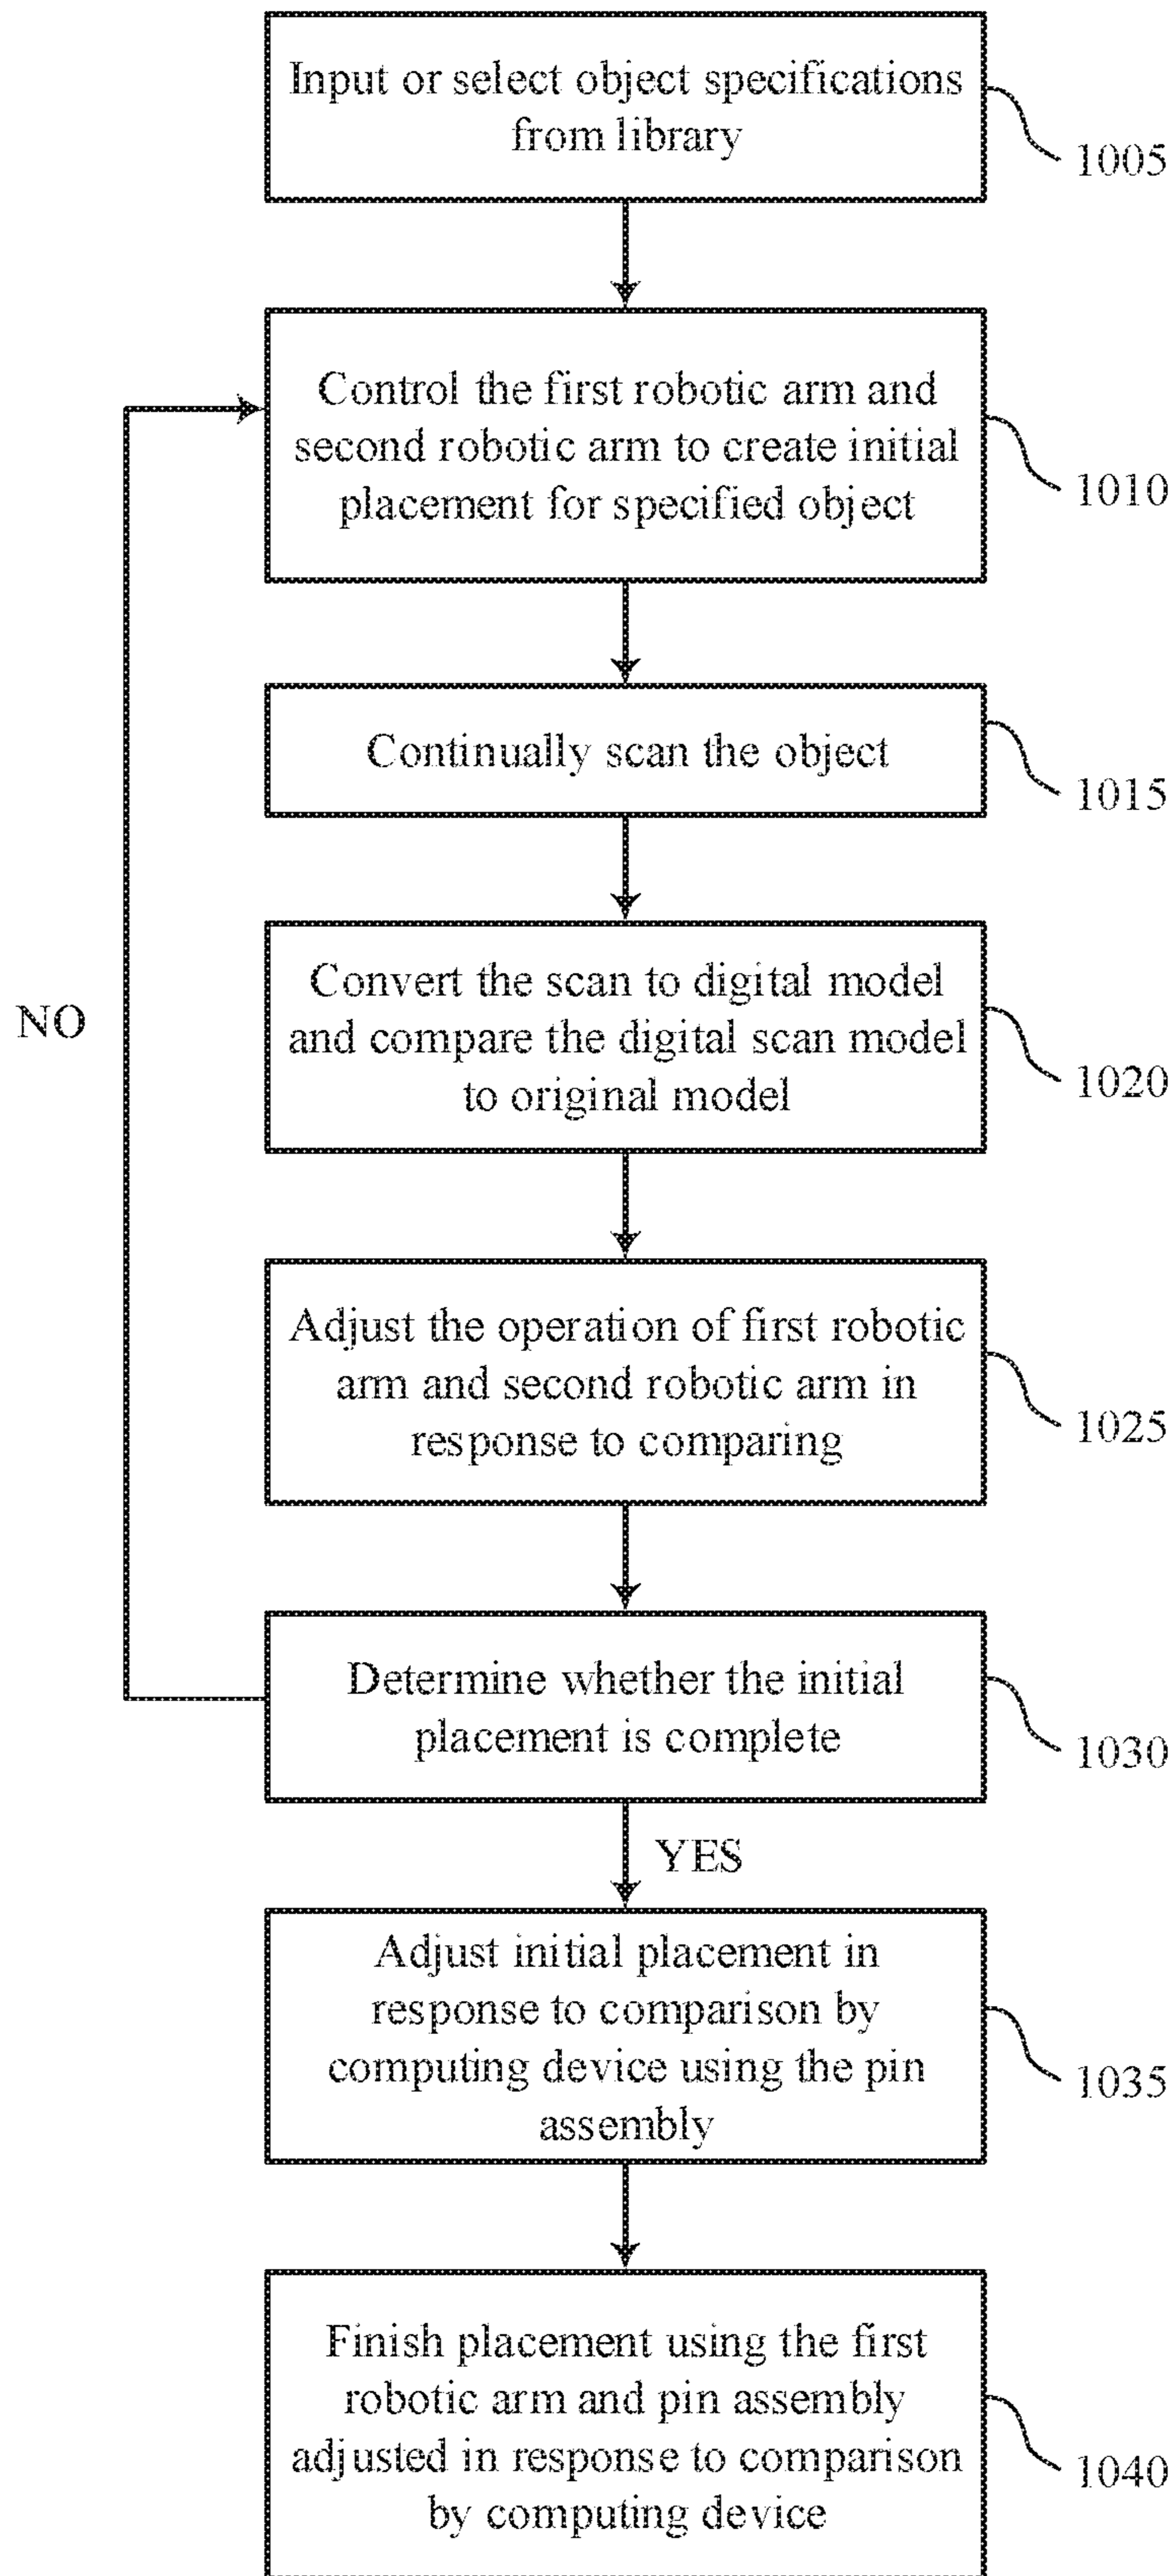 Input or select object specifications
from library
1005
Control the first robotic arm and
second robotic arm to create initial
placement for specified object
1010
Continually scan the object
1015
Convert the scan to digital model
and compare the digital scan model
to original model
1020
NO
Adjust the operation of first robotic
arm and second robotic arm in
response to comparing
1025
Determine whether the initial
placement is complete
1030
YES
Adjust initial placement in
response to comparison by
computing device using the pin
assembly
1035
Finish placement using the first
robotic arm and pin assembly
adjusted in response to comparison
by computing device
1040